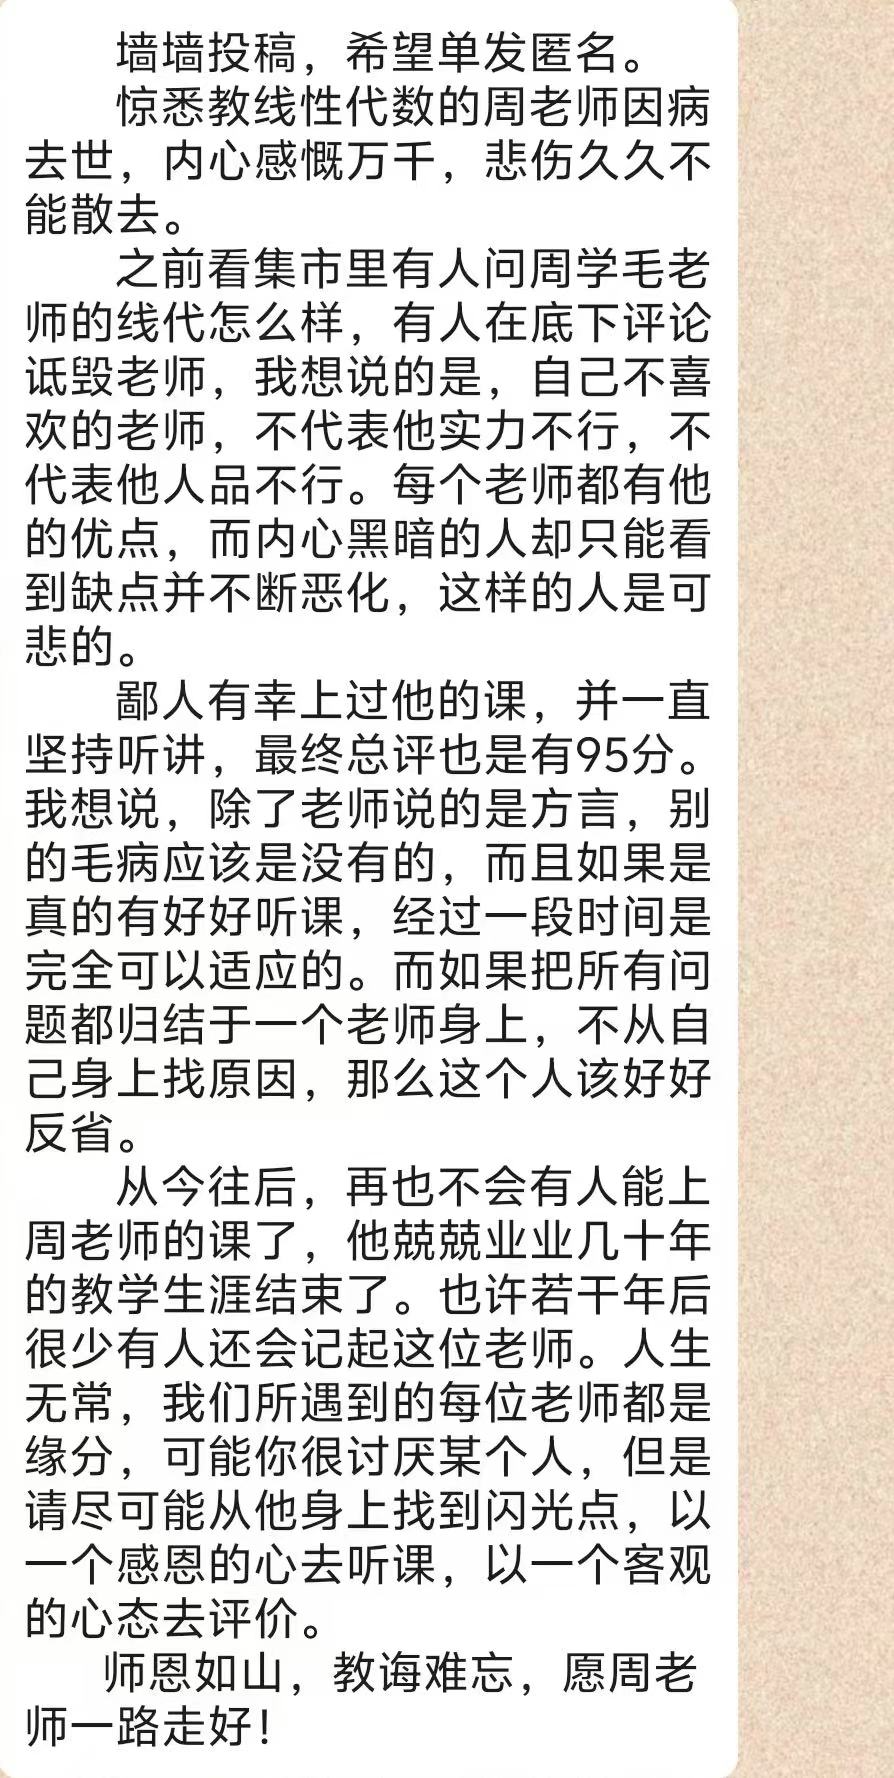 墙墙投稿，希望单发匿名。
惊悉教线性代数的周老师因病
去世，内心感慨万千，悲伤久久不
能散去。
之前看集市里有人问周学毛老
师的线代怎么样，有人在底下评论
诋毁老师，我想说的是，自己不喜
欢的老师，不代表他实力不行，不
代表他人品不行。每个老师都有他
的优点，而内心黑暗的人却只能看
到缺点并不断恶化，这样的人是可
悲的。
鄙人有幸上过他的课，并一直
坚持听讲，最终总评也是有95分。
我想说，除了老师说的是方言，别
的毛病应该是没有的，而且如果是
真的有好好听课，经过一段时间是
完全可以适应的。而如果把所有问
题都归结于一个老师身上，不从自
己身上找原因，那么这个人该好好
反省。
从今往后，再也不会有人能上
周老师的课了，他兢兢业业几十年
的教学生涯结束了。也许若干年后
很少有人还会记起这位老师。人生
无常，我们所遇到的每位老师都是
缘分，可能你很讨厌某个人，但是
请尽可能从他身上找到闪光点，以
一个感恩的心去听课，以一个客观
的心态去评价。
师恩如山，教诲难忘，愿周老
师一路走好！